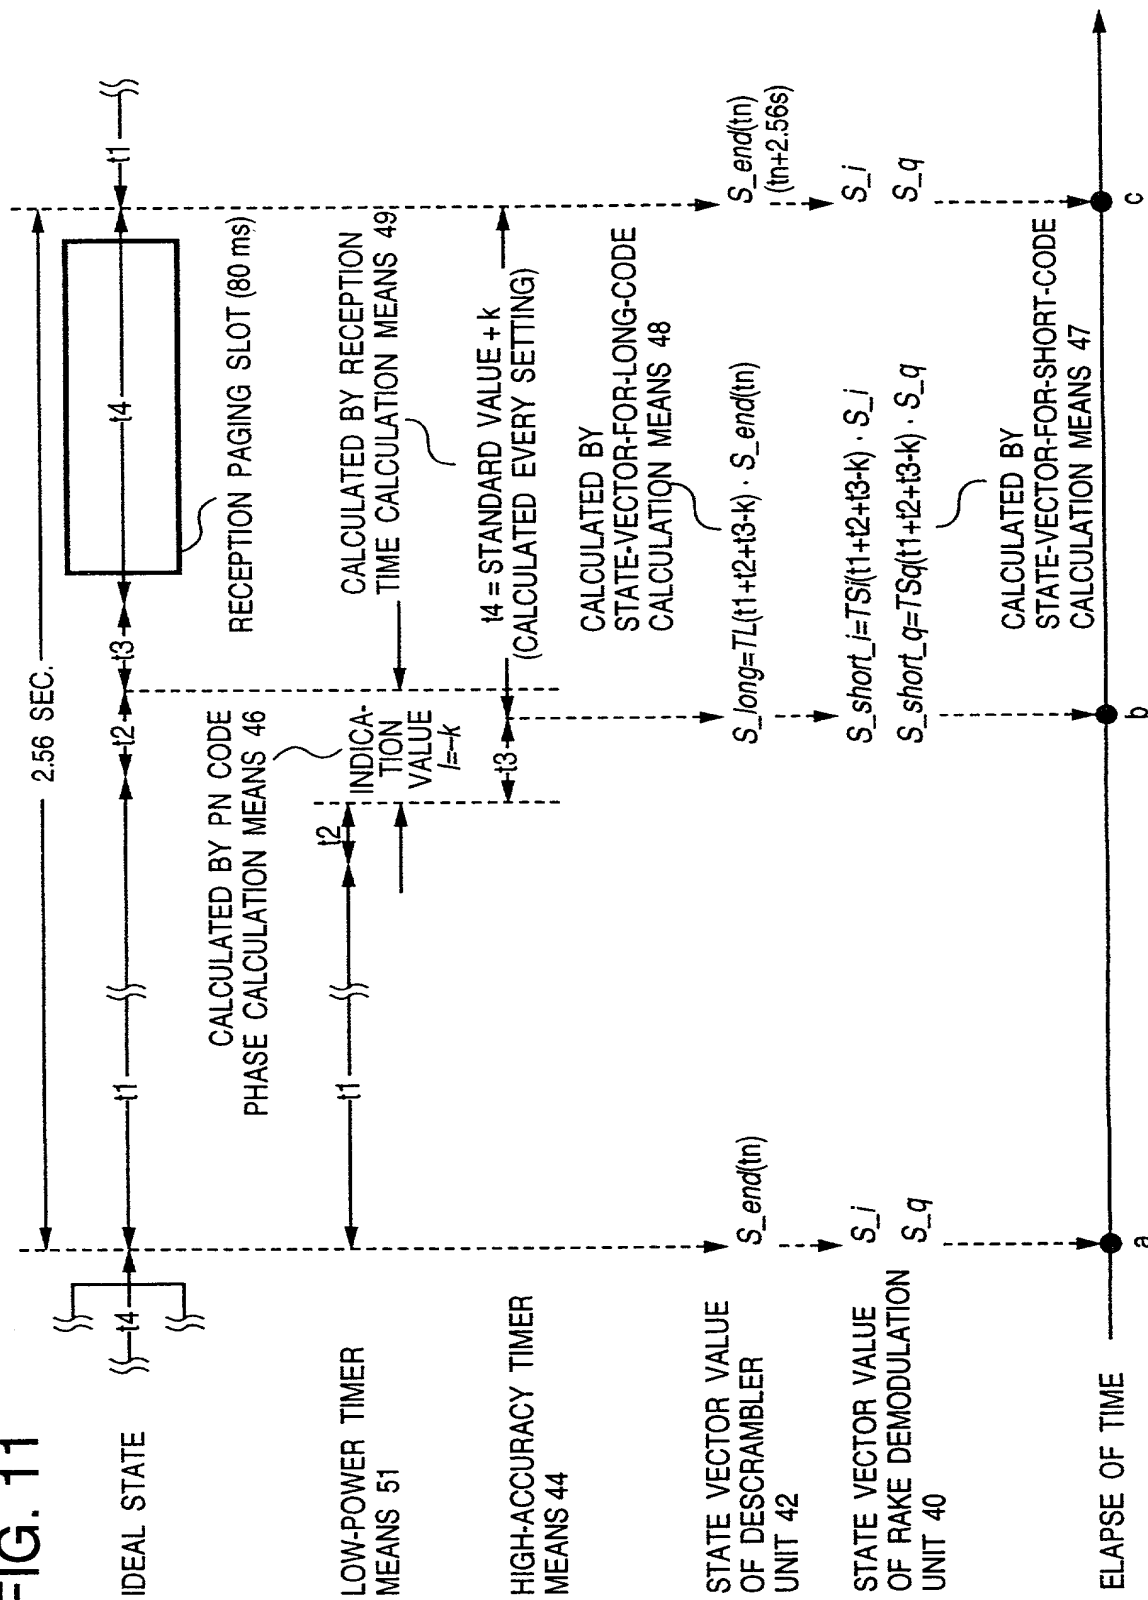 FIG. 11
2.56 SEC.
IDEAL STATE
t4
t1
t2
t3
t4
t1
RECEPTION PAGING SLOT (80 ms)
CALCULATED BY PN CODE
PHASE CALCULATION MEANS 46
CALCULATED BY RECEPTION
TIME CALCULATION MEANS 49
LOW-POWER TIMER
MEANS 51
t1
t2
INDICA-
TION
VALUE
I=-k
HIGH-ACCURACY TIMER
MEANS 44
t3
t4 = STANDARD VALUE + k
(CALCULATED EVERY SETTING)
CALCULATED BY
STATE-VECTOR-FOR-LONG-CODE
CALCULATION MEANS 48
STATE VECTOR VALUE
OF DESCRAMBLER
UNIT 42
S_end(tn)
S_long=TL(t1+t2+t3-k) · S_end(tn)
S_end(tn)
(tn+2.56s)
STATE VECTOR VALUE
OF RAKE DEMODULATION
UNIT 40
S_i
S_q
S_short_i=TSi(t1+t2+t3-k) · S_i
S_short_q=TSq(t1+t2+t3-k) · S_q
S_i
S_q
CALCULATED BY
STATE-VECTOR-FOR-SHORT-CODE
CALCULATION MEANS 47
ELAPSE OF TIME
a
b
c